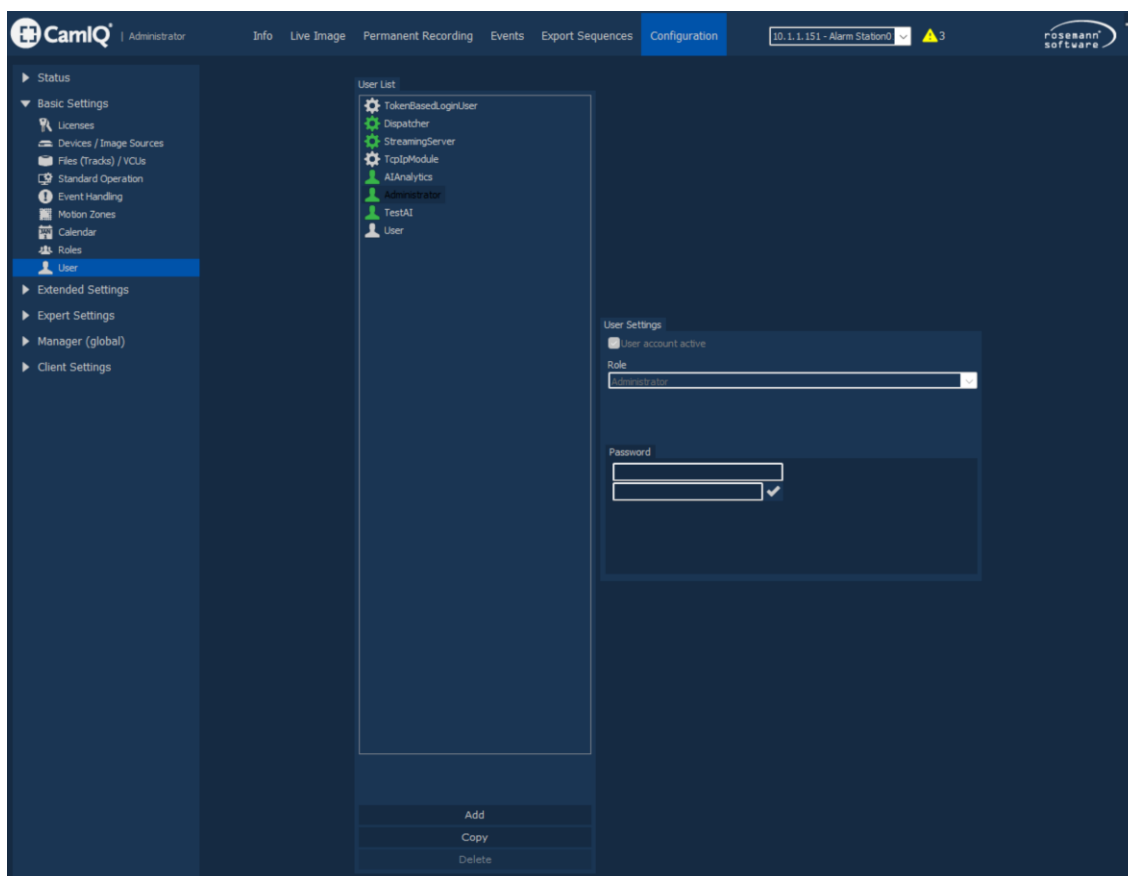 CamIQ | Administrator
Info Live Image Permanent Recording Events Export Sequences Configuration
10.1.1.151 - Alarm Station0
3
rosemann
software
Status
Basic Settings
Licenses
Devices / Image Sources
Files (Tracks) / VCUs
Standard Operation
Event Handling
Motion Zones
Calendar
Roles
User
Extended Settings
Expert Settings
Manager (global)
Client Settings
User List
TokenBasedLoginUser
Dispatcher
StreamingServer
TcpIpModule
AIAnalytics
Administrator
TestAI
User
Add
Copy
Delete
User Settings
User account active
Role
Administrator
Password